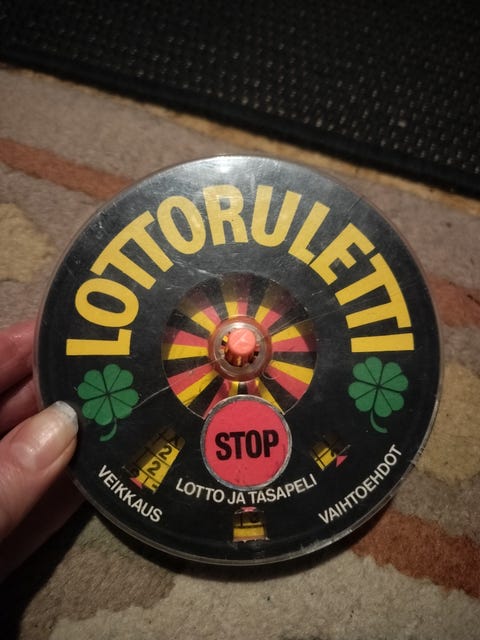 LOTTORULETTI
STOP
VEIKKAUS
LOTTO JA TASAPELI
VAIHTOEHDOT